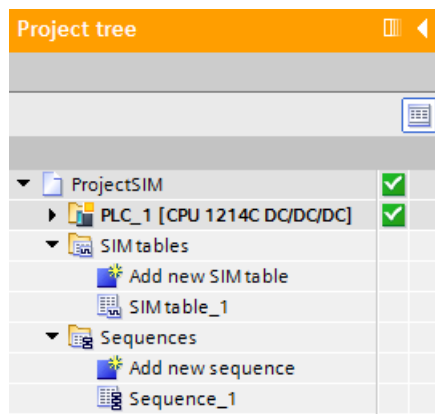 Project tree
ProjectSIM
PLC_1 [CPU 1214C DC/DC/DC]
SIM tables
Add new SIM table
SIM table_1
Sequences
Add new sequence
Sequence_1